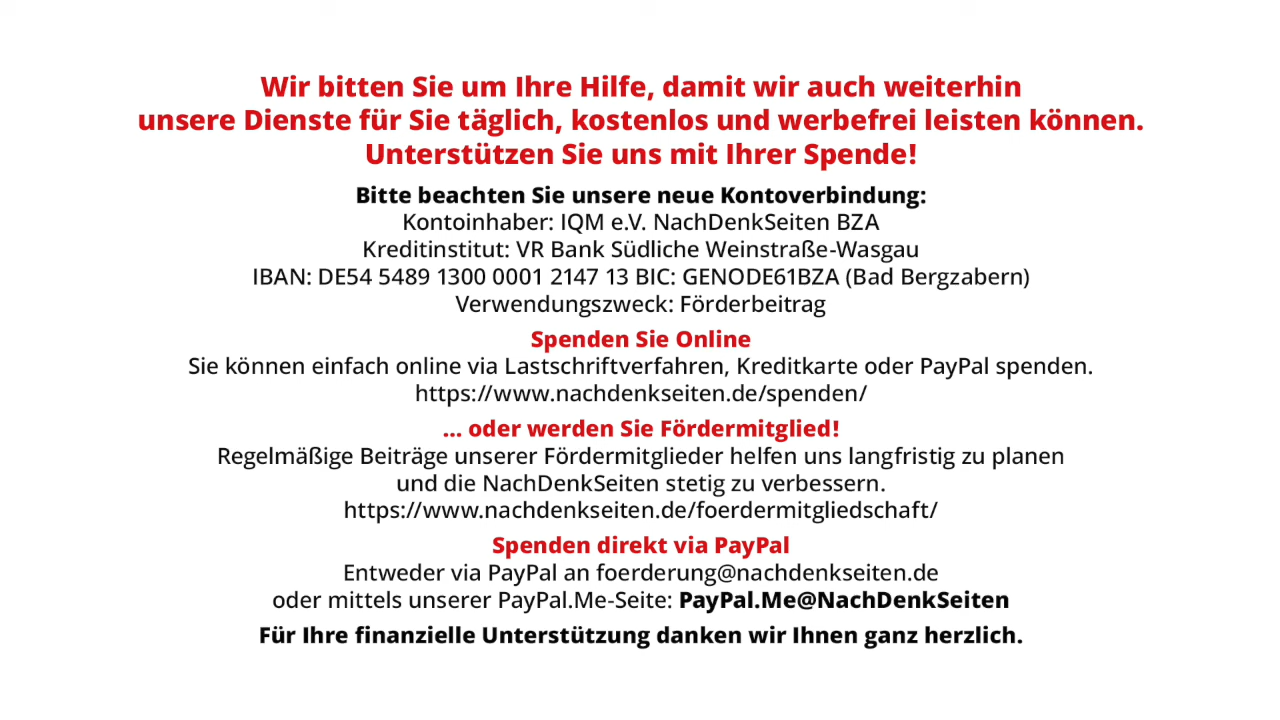 Wir bitten Sie um Ihre Hilfe, damit wir auch weiterhin
unsere Dienste für Sie täglich, kostenlos und werbefrei leisten können.
Unterstützen Sie uns mit Ihrer Spende!
Bitte beachten Sie unsere neue Kontoverbindung:
Kontoinhaber: IQM e.V. NachDenkSeiten BZA
Kreditinstitut: VR Bank Südliche Weinstraße-Wasgau
IBAN: DE54 5489 1300 0001 2147 13 BIC: GENODE61BZA (Bad Bergzabern)
Verwendungszweck: Förderbeitrag
Spenden Sie Online
Sie können einfach online via Lastschriftverfahren, Kreditkarte oder PayPal spenden.
https://www.nachdenkseiten.de/spenden/
... oder werden Sie Fördermitglied!
Regelmäßige Beiträge unserer Fördermitglieder helfen uns langfristig zu planen
und die NachDenkSeiten stetig zu verbessern.
https://www.nachdenkseiten.de/foerdermitgliedschaft/
Spenden direkt via PayPal
Entweder via PayPal an foerderung@nachdenkseiten.de
oder mittels unserer PayPal.Me-Seite: PayPal.Me@NachDenkSeiten
Für Ihre finanzielle Unterstützung danken wir Ihnen ganz herzlich.